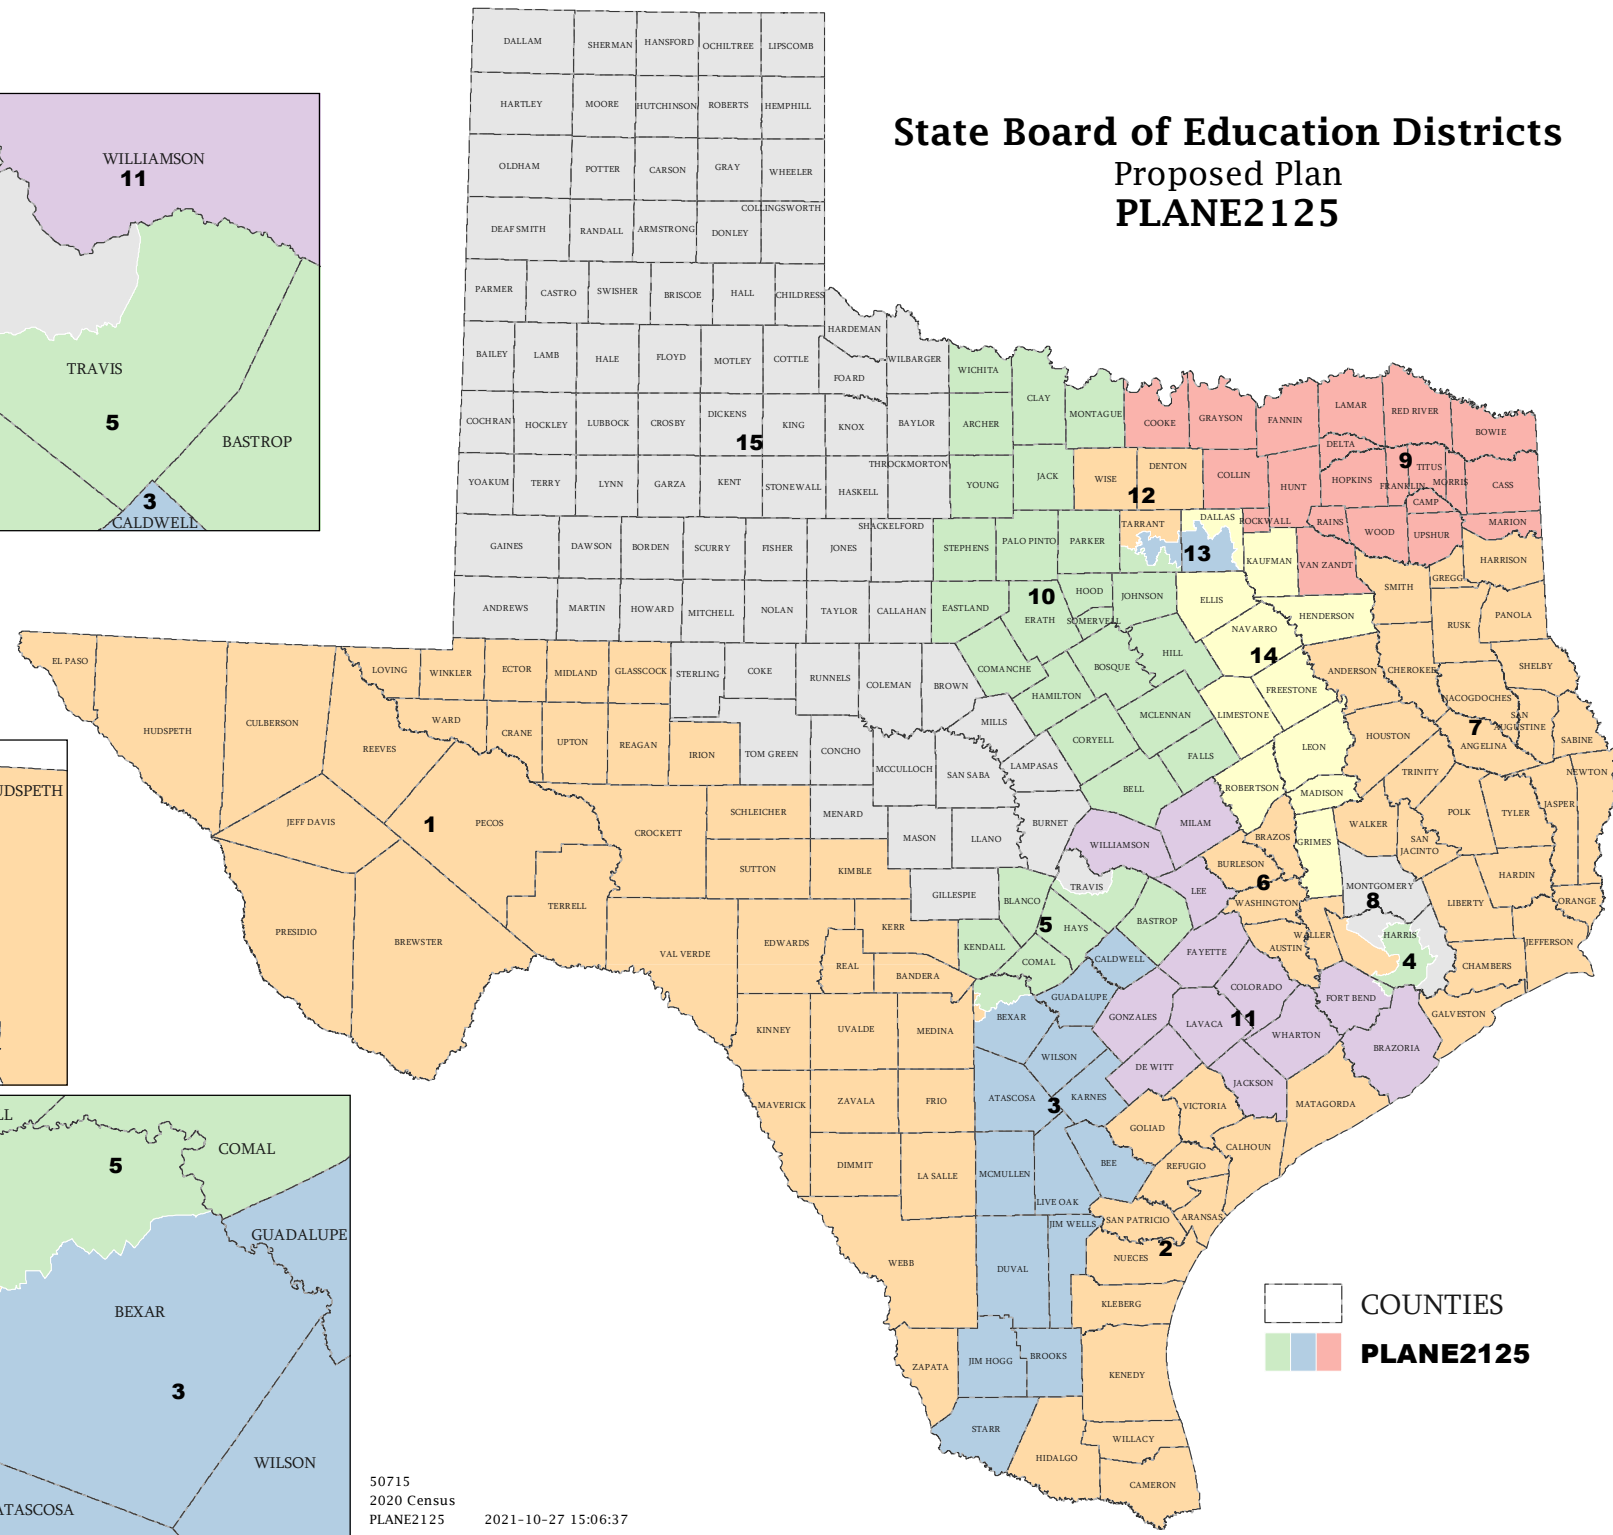 State Board of Education Districts
Proposed Plan
PLANE2125
WILLIAMSON
11
TRAVIS
5
BASTROP
3
CALDWELL
UDSPETH
LL
COMAL
5
GUADALUPE
BEXAR
3
WILSON
ATASCOSA
DALLAM
SHERMAN
HANSFORD
OCHILTREE
LIPSCOMB
HARTLEY
MOORE
HUTCHINSON
ROBERTS
HEMPHILL
OLDHAM
POTTER
CARSON
GRAY
WHEELER
COLLINGSWORTH
DEAF SMITH
RANDALL
ARMSTRONG
DONLEY
PARMER
CASTRO
SWISHER
BRISCOE
HALL
CHILDRESS
HARDEMAN
BAILEY
LAMB
HALE
FLOYD
MOTLEY
COTTLE
FOARD
WILBARGER
WICHITA
CLAY
MONTAGUE
COOKE
GRAYSON
FANNIN
LAMAR
RED RIVER
BOWIE
COCHRAN
HOCKLEY
LUBBOCK
CROSBY
DICKENS
15
KING
KNOX
BAYLOR
ARCHER
DELTA
9
TITUS
YOAKUM
TERRY
LYNN
GARZA
KENT
STONEWALL
HASKELL
THROCKMORTON
YOUNG
JACK
WISE
DENTON
12
COLLIN
HUNT
HOPKINS
FRANKLIN
MORRIS
CAMP
CASS
GAINES
DAWSON
BORDEN
SCURRY
FISHER
JONES
SHACKELFORD
STEPHENS
PALO PINTO
PARKER
TARRANT
DALLAS
13
ROCKWALL
RAINS
WOOD
UPSHUR
MARION
KAUFMAN
VAN ZANDT
SMITH
GREGG
HARRISON
ANDREWS
MARTIN
HOWARD
MITCHELL
NOLAN
TAYLOR
CALLAHAN
EASTLAND
10
ERATH
HOOD
SOMERVELL
JOHNSON
ELLIS
NAVARRO
HENDERSON
RUSK
PANOLA
EL PASO
LOVING
WINKLER
ECTOR
MIDLAND
GLASSCOCK
STERLING
COKE
RUNNELS
COLEMAN
BROWN
COMANCHE
HAMILTON
BOSQUE
HILL
14
FREESTONE
ANDERSON
CHEROKEE
NACOGDOCHES
SHELBY
HUDSPETH
CULBERSON
REEVES
WARD
CRANE
UPTON
REAGAN
IRION
TOM GREEN
CONCHO
MCCULLOCH
SAN SABA
MILLS
LAMPASAS
CORYELL
MCLENNAN
LIMESTONE
FALLS
LEON
HOUSTON
7
ANGELINA
SAN
AUGUSTINE
SABINE
JEFF DAVIS
1
PECOS
CROCKETT
SCHLEICHER
MENARD
MASON
LLANO
BURNET
BELL
MILAM
ROBERTSON
MADISON
TRINITY
POLK
TYLER
JASPER
NEWTON
SUTTON
KIMBLE
WILLIAMSON
BRAZOS
GRIMES
WALKER
SAN
JACINTO
HARDIN
PRESIDIO
BREWSTER
TERRELL
VAL VERDE
EDWARDS
KERR
REAL
BANDERA
GILLESPIE
BLANCO
TRAVIS
5
HAYS
KENDALL
COMAL
BASTROP
LEE
BURLESON
6
WASHINGTON
AUSTIN
WALLER
MONTGOMERY
8
HARRIS
4
LIBERTY
ORANGE
JEFFERSON
CHAMBERS
CALDWELL
FAYETTE
COLORADO
FORT BEND
GALVESTON
KINNEY
UVALDE
MEDINA
BEXAR
GUADALUPE
GONZALES
LAVACA
11
WHARTON
BRAZORIA
WILSON
DE WITT
JACKSON
MAVERICK
ZAVALA
FRIO
ATASCOSA
3
KARNES
GOLIAD
VICTORIA
MATAGORDA
DIMMIT
LA SALLE
MCMULLEN
LIVE OAK
BEE
REFUGIO
CALHOUN
ARANSAS
WEBB
DUVAL
JIM WELLS
SAN PATRICIO
NUECES
2
KLEBERG
ZAPATA
JIM HOGG
BROOKS
KENEDY
STARR
HIDALGO
WILLACY
CAMERON
COUNTIES
PLANE2125
50715
2020 Census
PLANE2125 2021-10-27 15:06:37